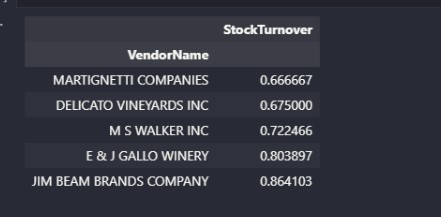 StockTurnover
VendorName
MARTIGNETTI COMPANIES 0.666667
DELICATO VINEYARDS INC 0.675000
M S WALKER INC 0.722466
E & J GALLO WINERY 0.803897
JIM BEAM BRANDS COMPANY 0.864103